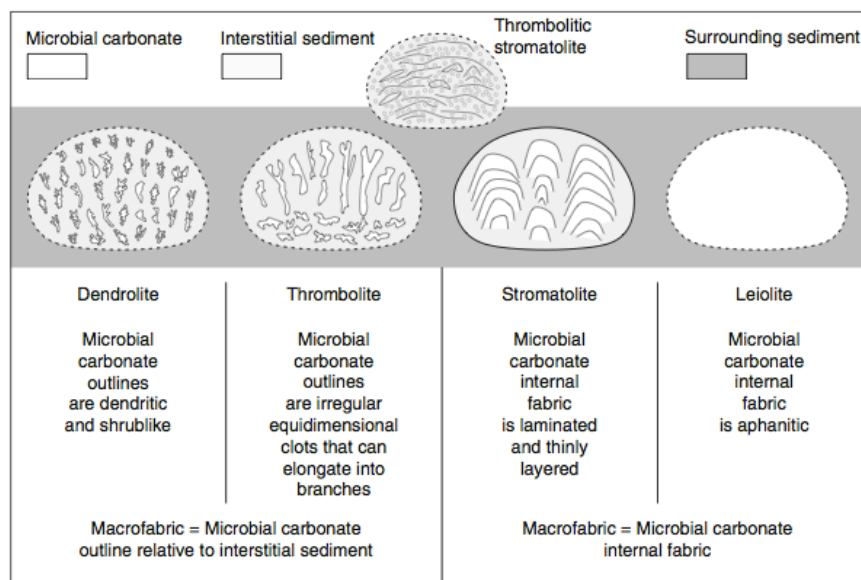 Microbial carbonate
Interstitial sediment
Thrombolitic
stromatolite
Surrounding sediment
Dendrolite
Microbial
carbonate
outlines
are dendritic
and shrublike
Thrombolite
Microbial
carbonate
outlines
are irregular
equidimensional
clots that can
elongate into
branches
Stromatolite
Microbial
carbonate
internal
fabric
is laminated
and thinly
layered
Leiolite
Microbial
carbonate
internal
fabric
is aphanitic
Macrofabric = Microbial carbonate
outline relative to interstitial sediment
Macrofabric = Microbial carbonate
internal fabric